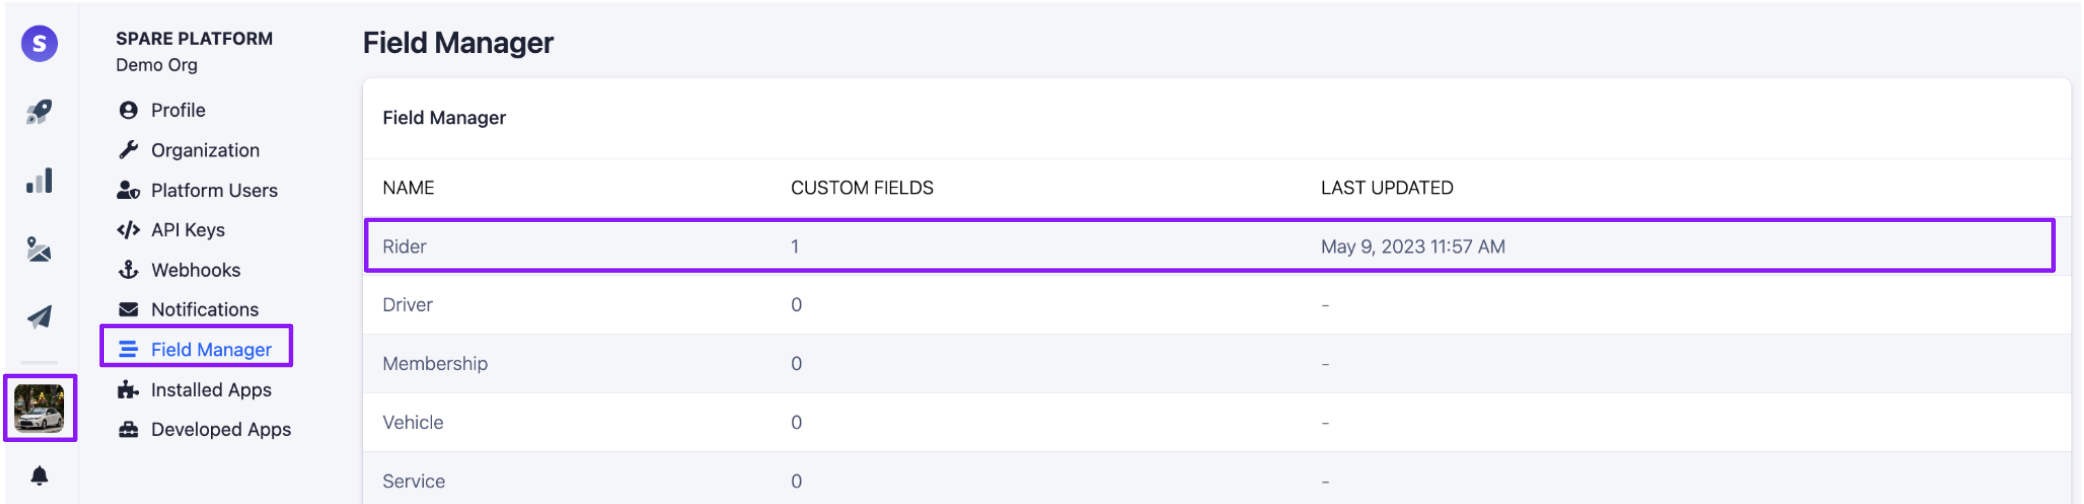 S
SPARE PLATFORM
Demo Org
Profile
Organization
Platform Users
API Keys
Webhooks
Notifications
Field Manager
Installed Apps
Developed Apps
Field Manager
Field Manager
NAME CUSTOM FIELDS LAST UPDATED
Rider 1 May 9, 2023 11:57 AM
Driver 0 -
Membership 0 -
Vehicle 0 -
Service 0 -